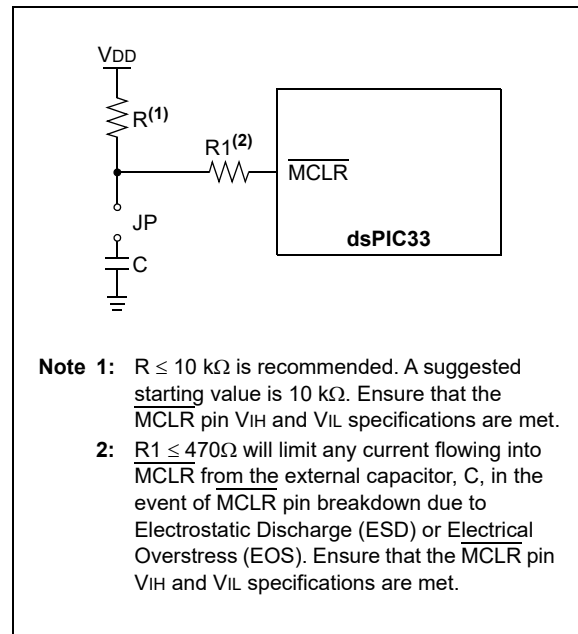 VDD
R(1)
R1(2)
MCLR
JP
dsPIC33
C
Note 1: R ≤ 10 kΩ is recommended. A suggested
starting value is 10 kΩ. Ensure that the
MCLR pin VIH and VIL specifications are met.
2: R1 ≤ 470Ω will limit any current flowing into
MCLR from the external capacitor, C, in the
event of MCLR pin breakdown due to
Electrostatic Discharge (ESD) or Electrical
Overstress (EOS). Ensure that the MCLR pin
VIH and VIL specifications are met.